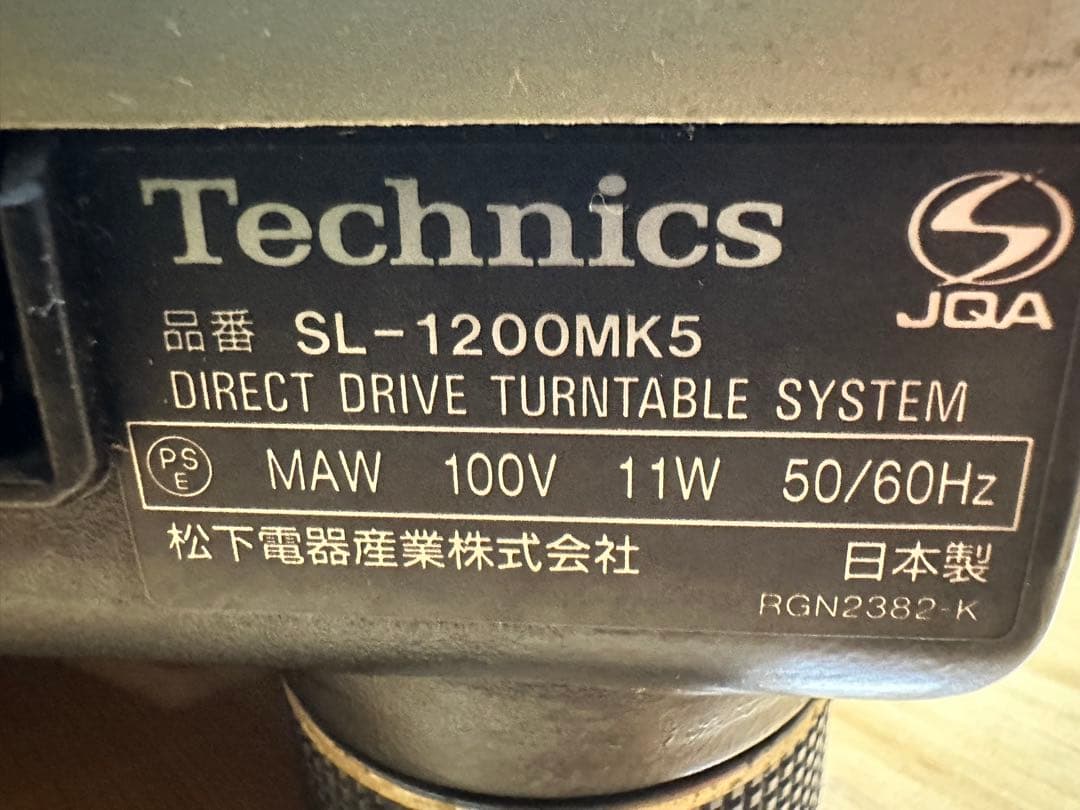 Technics
JQA
品番 SL-1200MK5
DIRECT DRIVE TURNTABLE SYSTEM
PS E MAW 100V 11W 50/60Hz
松下電器産業株式会社 日本製
RGN2382-K